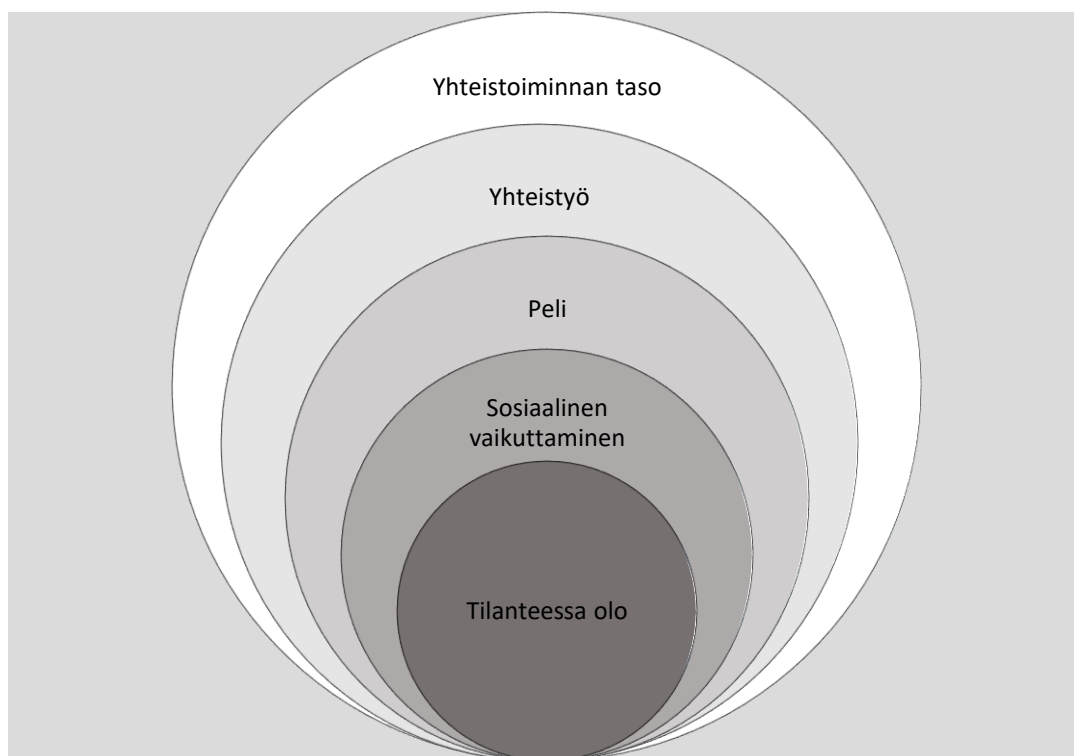 Yhteistoiminnan taso
Yhteistyö
Peli
Sosiaalinen
vaikuttaminen
Tilanteessa olo